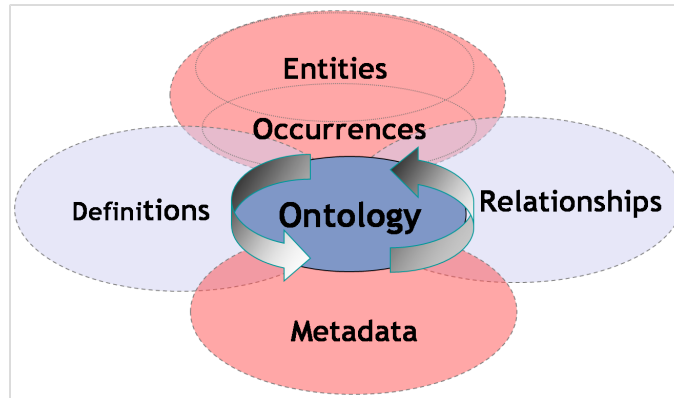 Entities
Occurrences
Definitions
Ontology
Relationships
Metadata